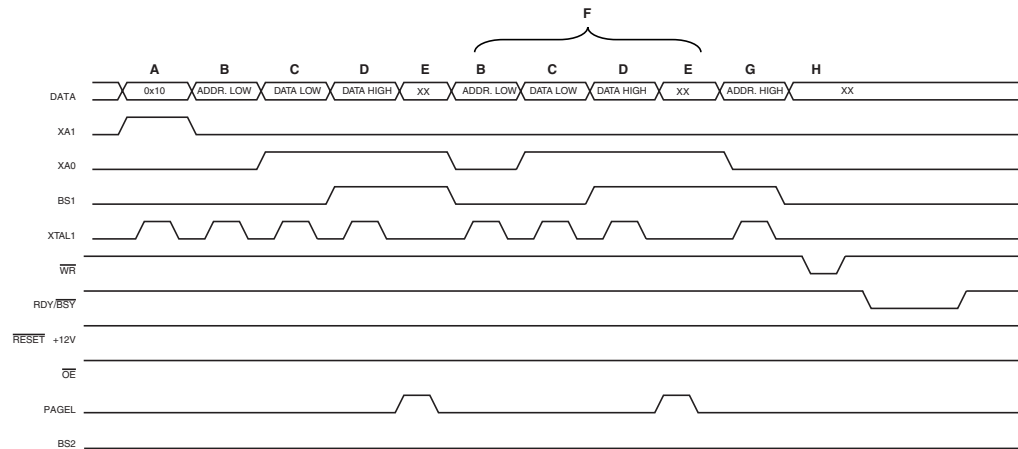 F
A B C D E B C D E G H
DATA 0x10 ADDR. LOW DATA LOW DATA HIGH XX ADDR. LOW DATA LOW DATA HIGH XX ADDR. HIGH XX
XA1
XA0
BS1
XTAL1
WR
RDY/BSY
RESET +12V
OE
PAGEL
BS2